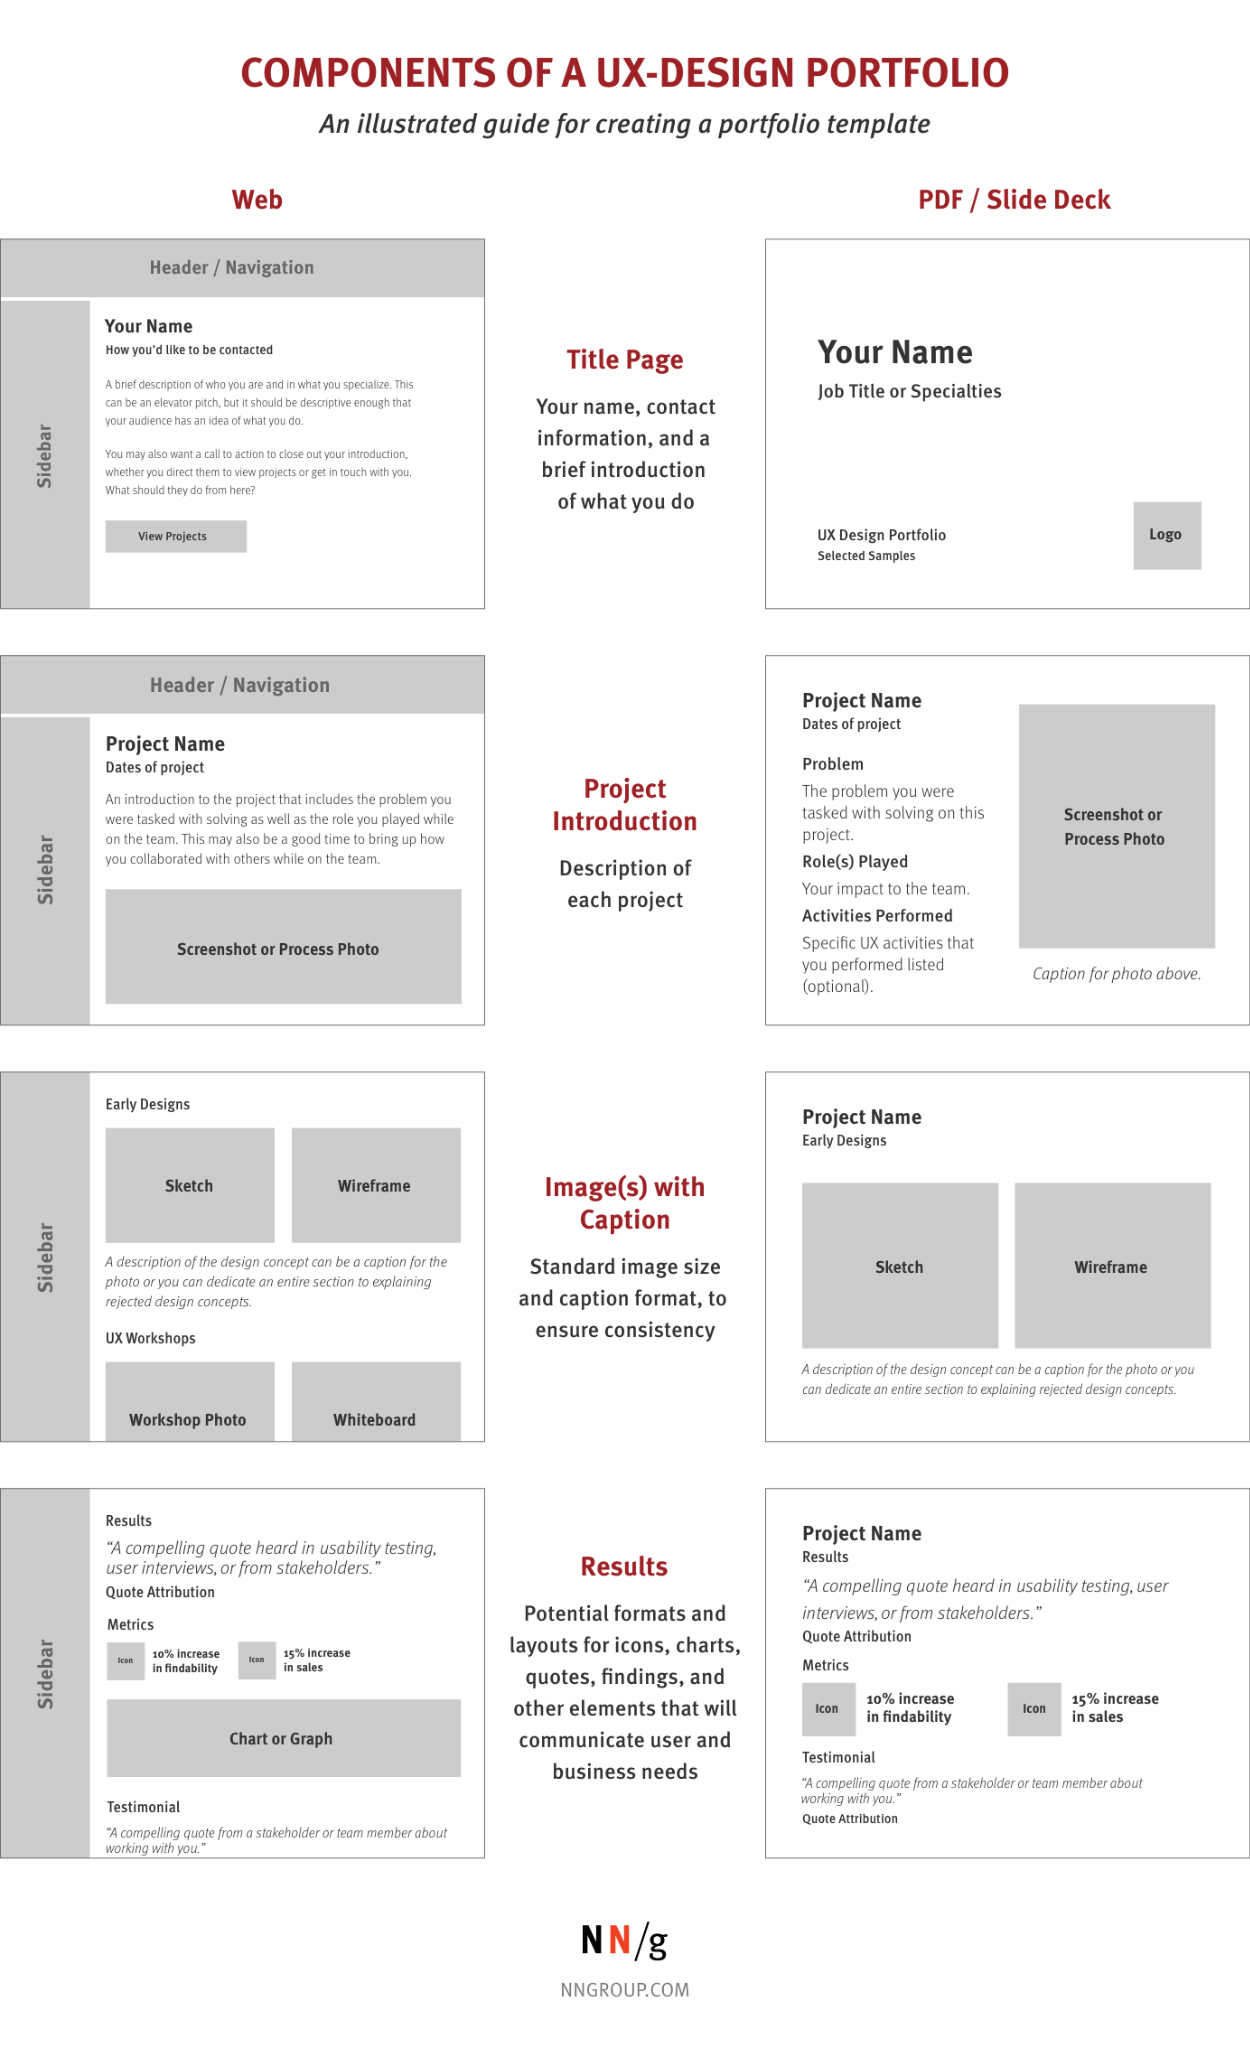 COMPONENTS OF A UX-DESIGN PORTFOLIO
An illustrated guide for creating a portfolio template
Web
PDF / Slide Deck
Header / Navigation
Sidebar
Your Name
How you'd like to be contacted
A brief description of who you are and in what you specialize. This
can be an elevator pitch, but it should be descriptive enough that
your audience has an idea of what you do.
You may also want a call to action to close out your introduction,
whether you direct them to view projects or get in touch with you.
What should they do from here?
View Projects
Title Page
Your name, contact
information, and a
brief introduction
of what you do
Your Name
Job Title or Specialties
UX Design Portfolio
Selected Samples
Logo
Header / Navigation
Sidebar
Project Name
Dates of project
An introduction to the project that includes the problem you
were tasked with solving as well as the role you played while
on the team. This may also be a good time to bring up how
you collaborated with others while on the team.
Screenshot or Process Photo
Project
Introduction
Description of
each project
Project Name
Dates of project
Problem
The problem you were
tasked with solving on this
project.
Role(s) Played
Your impact to the team.
Activities Performed
Specific UX activities that
you performed listed
(optional).
Screenshot or
Process Photo
Caption for photo above.
Sidebar
Early Designs
Sketch
Wireframe
A description of the design concept can be a caption for the
photo or you can dedicate an entire section to explaining
rejected design concepts.
UX Workshops
Workshop Photo
Whiteboard
Image(s) with
Caption
Standard image size
and caption format, to
ensure consistency
Project Name
Early Designs
Sketch
Wireframe
A description of the design concept can be a caption for the photo or you
can dedicate an entire section to explaining rejected design concepts.
Sidebar
Results
“A compelling quote heard in usability testing,
user interviews, or from stakeholders.”
Quote Attribution
Metrics
Icon
10% increase
in findability
Icon
15% increase
in sales
Chart or Graph
Testimonial
“A compelling quote from a stakeholder or team member about
working with you.”
Results
Potential formats and
layouts for icons, charts,
quotes, findings, and
other elements that will
communicate user and
business needs
Project Name
Results
“A compelling quote heard in usability testing, user
interviews, or from stakeholders.”
Quote Attribution
Metrics
Icon
10% increase
in findability
Icon
15% increase
in sales
Testimonial
“A compelling quote from a stakeholder or team member about
working with you.”
Quote Attribution
NN/g
NNGROUP.COM